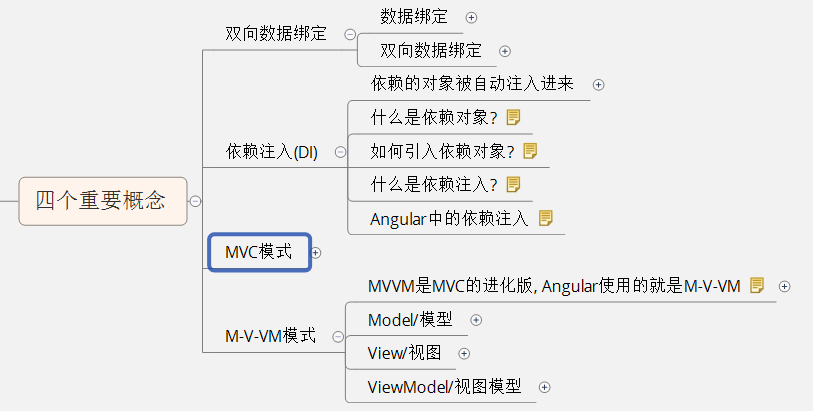 四个重要概念
双向数据绑定
数据绑定
双向数据绑定
依赖注入(DI)
依赖的对象被自动注入进来
什么是依赖对象?
如何引入依赖对象?
什么是依赖注入?
Angular中的依赖注入
MVC模式
M-V-VM模式
MVVM是MVC的进化版, Angular使用的就是M-V-VM
Model/模型
View/视图
ViewModel/视图模型